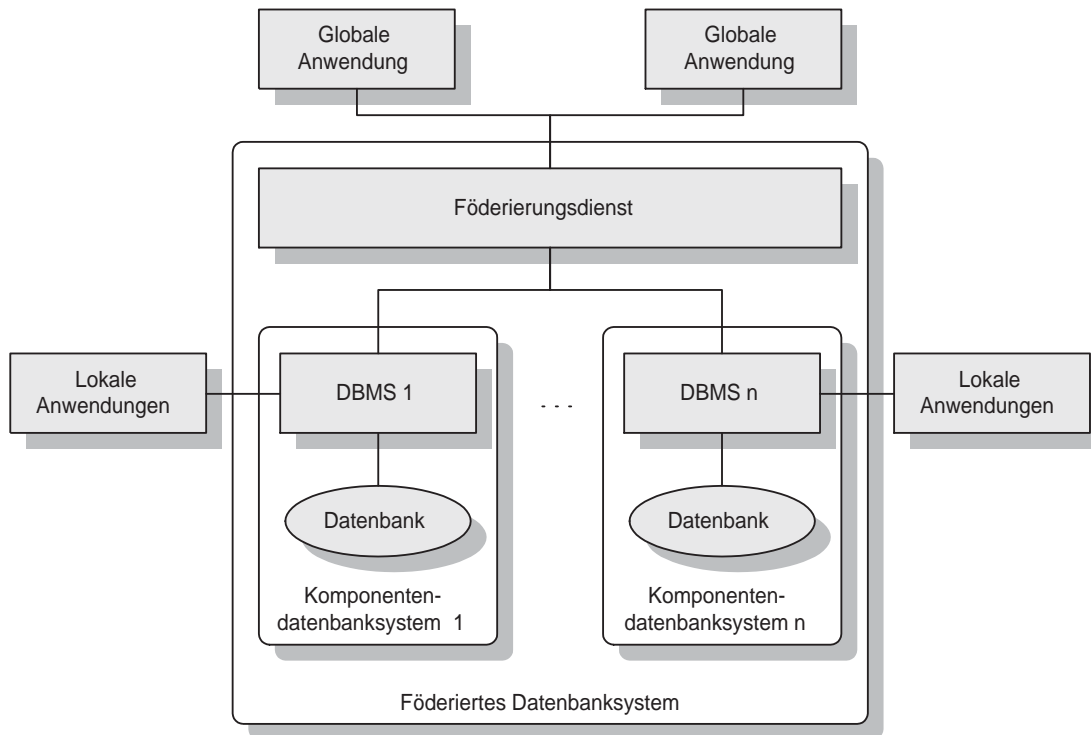 Globale
Anwendung
Globale
Anwendung
Föderierungsdienst
Lokale
Anwendungen
DBMS 1
- - -
DBMS n
Lokale
Anwendungen
Datenbank
Datenbank
Komponenten-
datenbanksystem 1
Komponenten-
datenbanksystem n
Föderiertes Datenbanksystem